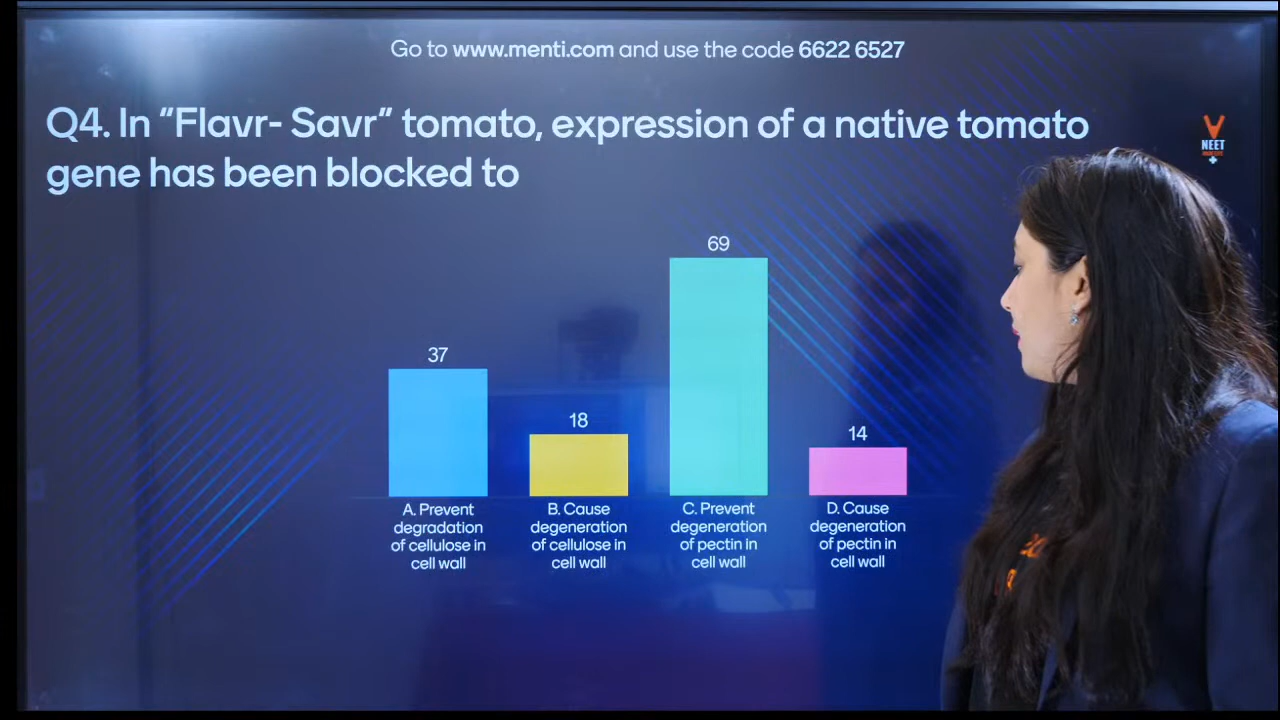 Go to www.menti.com and use the code 6622 6527
Q4. In “Flavr- Savr” tomato, expression of a native tomato
gene has been blocked to
NEET
37
18
69
14
A. Prevent
degradation
of cellulose in
cell wall
B. Cause
degeneration
of cellulose in
cell wall
C. Prevent
degeneration
of pectin in
cell wall
D. Cause
degeneration
of pectin in
cell wall